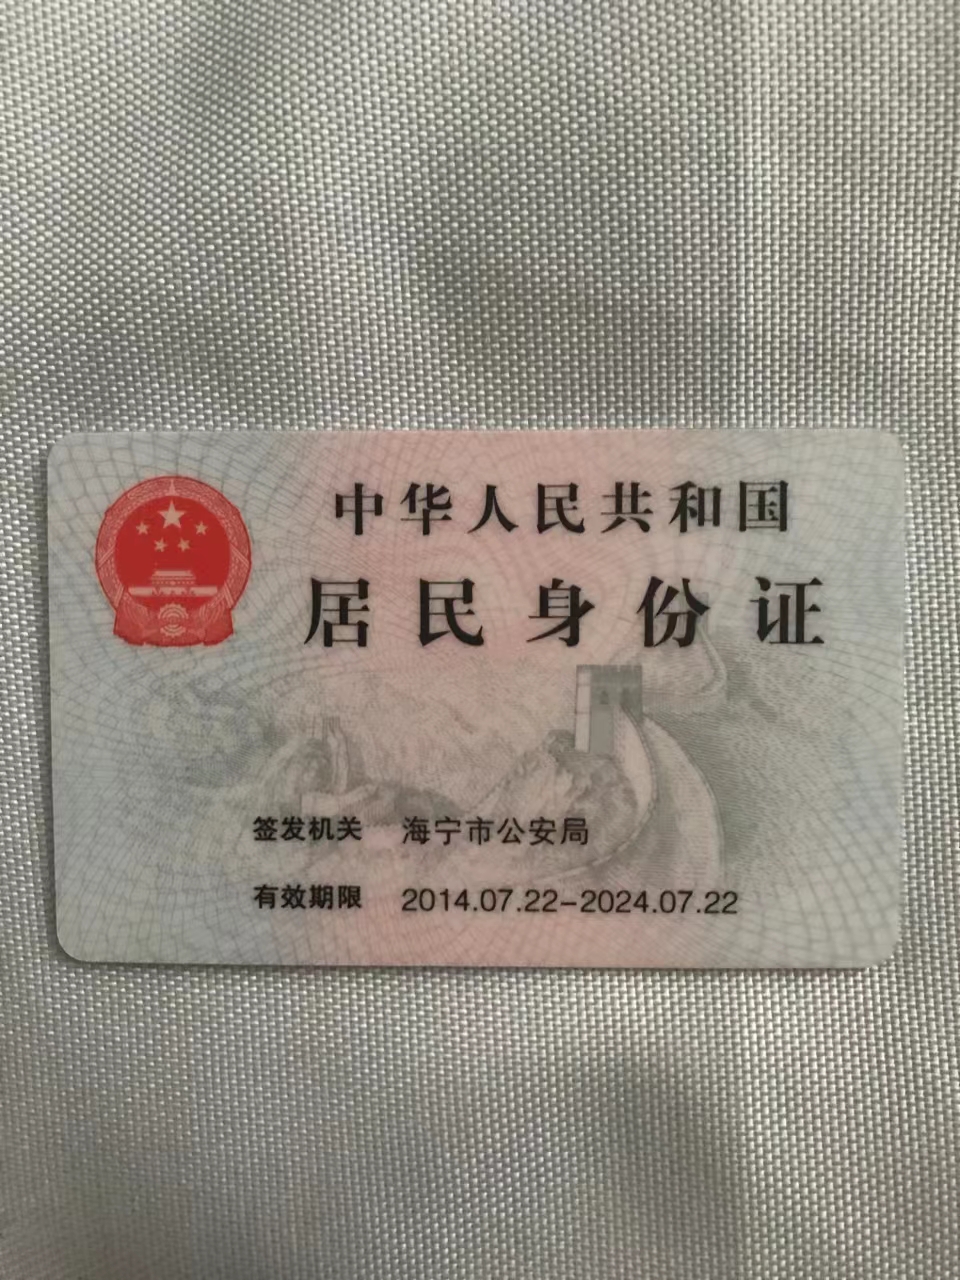 中华人民共和国
居民身份证
签发机关 海宁市公安局
有效期限 2014.07.22-2024.07.22